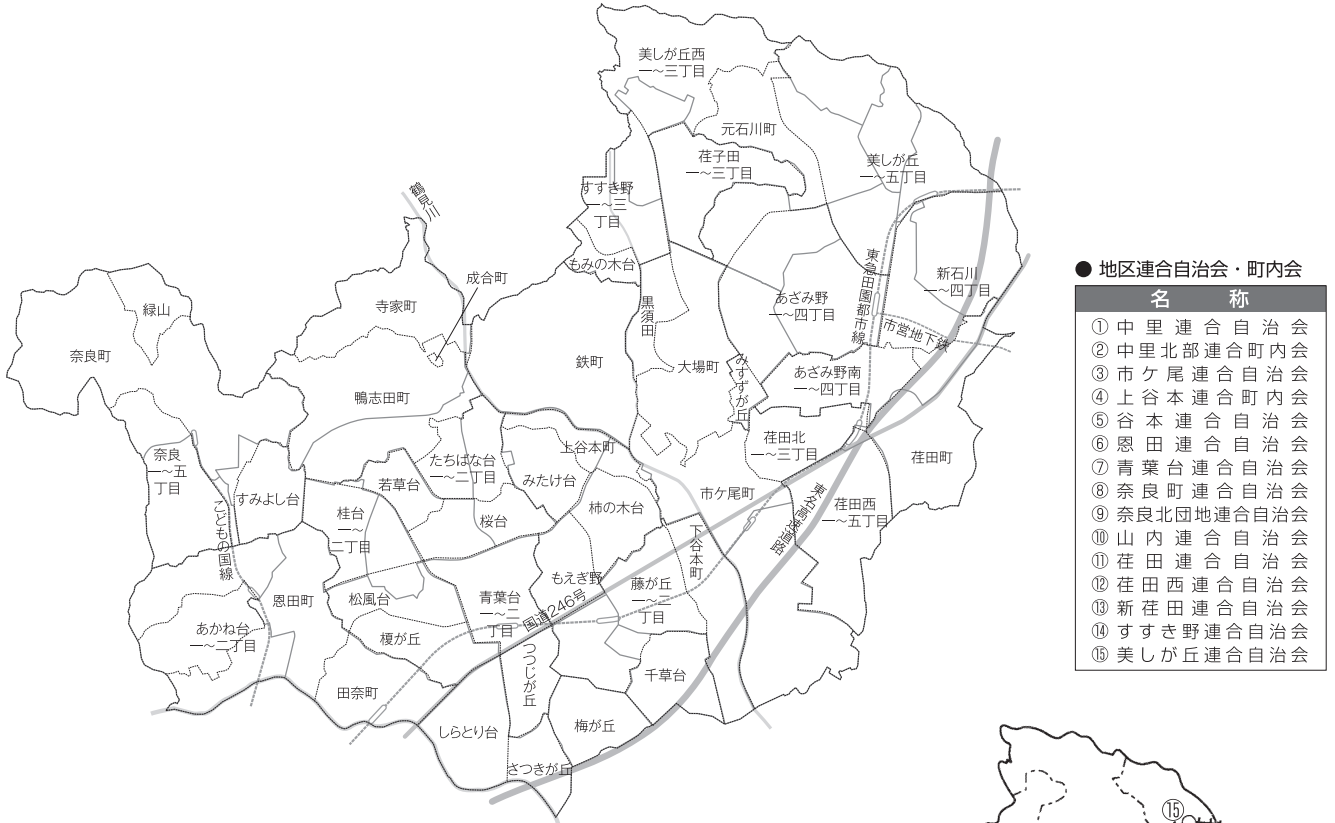 美しが丘西
一～三丁目
元石川町
荏子田
一～三丁目
美しが丘
一～五丁目
すすき野
一～三
丁目
鶴見川
もみの木台
成合町
東急田園都市線
新石川
一～四丁目
緑山
寺家町
黒須田
あざみ野
一～四丁目
市営地下鉄
奈良町
鉄町
大場町
みすずが丘
あざみ野南
一～四丁目
鴨志田町
荏田北
一～三丁目
荏田町
奈良
一～五
丁目
たちばな台
一～二丁目
上谷本町
みたけ台
若草台
すみよし台
市ケ尾町
東名高速道路
荏田西
一～五丁目
柿の木台
桂台
一～
二丁目
桜台
こどもの国線
下谷本町
もえぎ野
藤が丘
一～二
丁目
恩田町
松風台
青葉台
一～二
丁目
国道246号
あかね台
一～二丁目
榎が丘
つつじが丘
千草台
田奈町
しらとり台
梅が丘
さつきが丘
● 地区連合自治会・町内会
名 称
① 中里連合自治会
② 中里北部連合町内会
③ 市ケ尾連合自治会
④ 上谷本連合町内会
⑤ 谷本連合自治会
⑥ 恩田連合自治会
⑦ 青葉台連合自治会
⑧ 奈良町連合自治会
⑨ 奈良北団地連合自治会
⑩ 山内連合自治会
⑪ 荏田連合自治会
⑫ 荏田西連合自治会
⑬ 新荏田連合自治会
⑭ すすき野連合自治会
⑮ 美しが丘連合自治会
⑮